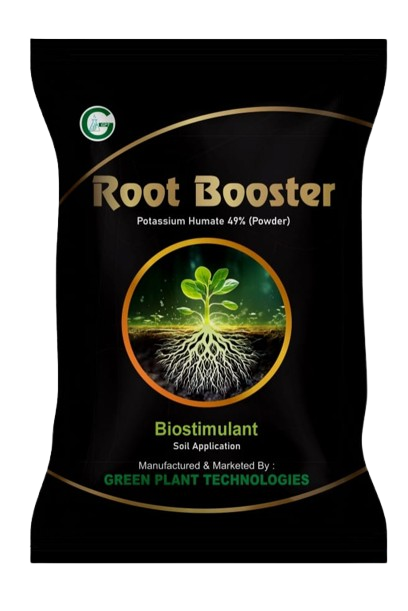 Root Booster
Potassium Humate 49% (Powder)
Biostimulant
Soil Application
Manufactured & Marketed By :
GREEN PLANT TECHNOLOGIES